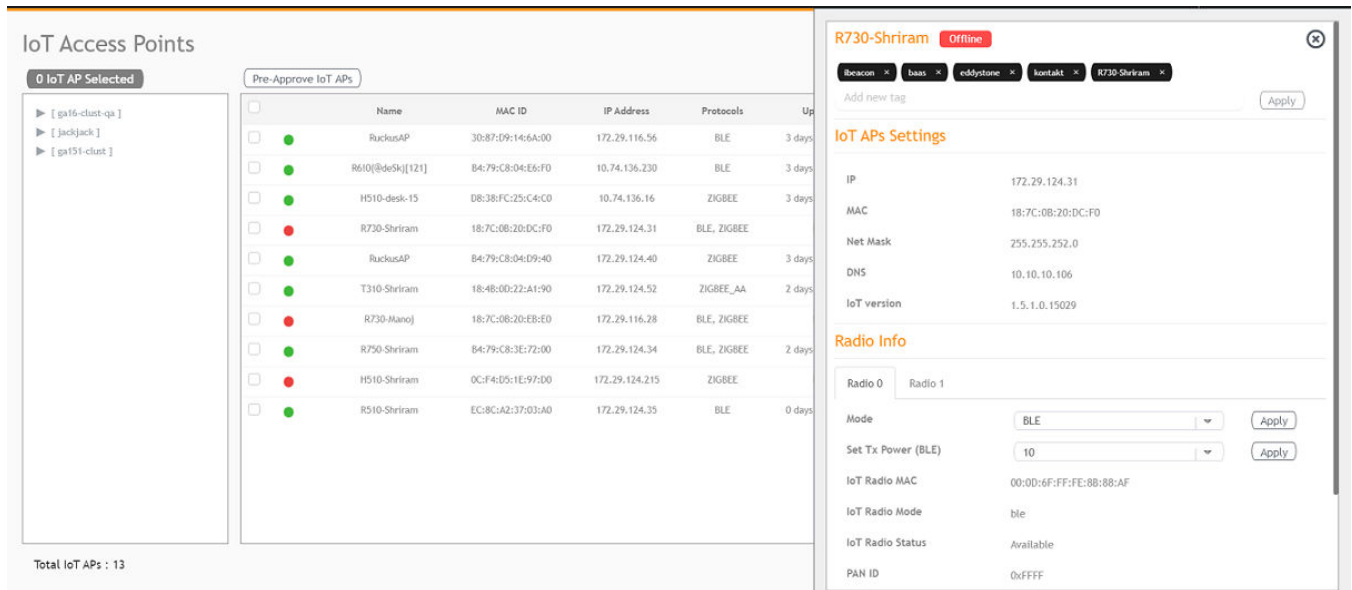 IoT Access Points
0 IoT AP Selected
Pre-Approve IoT APs
▶ [ ga16-clust-qa ]
▶ [ jackjack ]
▶ [ ga151-clust ]
Name MAC ID IP Address Protocols Up
RuckusAP 30:87:D9:14:6A:00 172.29.116.56 BLE 3 days
R610(@de5k)[121] B4:79:C8:04:E6:F0 10.74.136.230 BLE 3 days
H510-desk-15 D8:38:FC:25:C4:C0 10.74.136.16 ZIGBEE 3 days
R730-Shriram 18:7C:0B:20:DC:F0 172.29.124.31 BLE, ZIGBEE
RuckusAP B4:79:C8:04:D9:40 172.29.124.40 ZIGBEE 3 days
T310-Shriram 18:4B:0D:22:A1:90 172.29.124.52 ZIGBEE_AA 2 days
R730-Manoj 18:7C:0B:20:EB:E0 172.29.116.28 BLE, ZIGBEE
R750-Shriram B4:79:C8:3E:72:00 172.29.124.34 BLE, ZIGBEE 2 days
H510-Shriram 0C:F4:D5:1E:97:D0 172.29.124.215 ZIGBEE
R510-Shriram EC:8C:A2:37:03:A0 172.29.124.35 BLE 0 days
Total IoT APs : 13
R730-Shriram Offline
ibeacon × baas × eddystone × kontakt × R730-Shriram ×
Add new tag Apply
IoT APs Settings
IP 172.29.124.31
MAC 18:7C:0B:20:DC:F0
Net Mask 255.255.252.0
DNS 10.10.10.106
IoT version 1.5.1.0.15029
Radio Info
Radio 0 Radio 1
Mode BLE Apply
Set Tx Power (BLE) 10 Apply
IoT Radio MAC 00:0D:6F:FF:FE:8B:88:AF
IoT Radio Mode ble
IoT Radio Status Available
PAN ID 0xFFFF